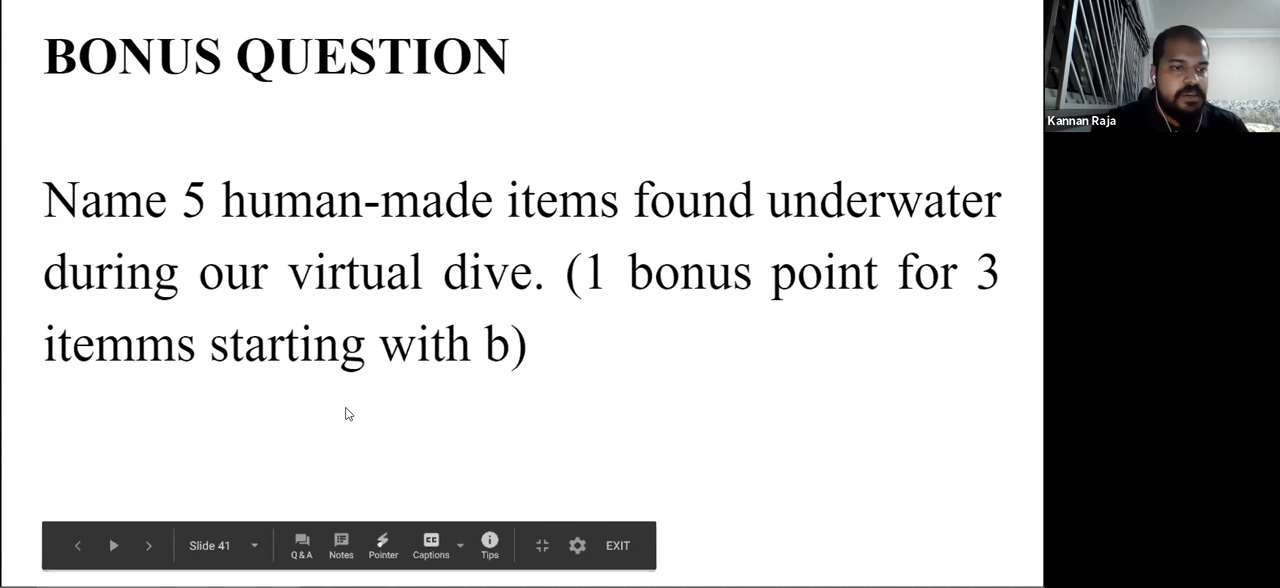 BONUS QUESTION
Name 5 human-made items found underwater
during our virtual dive. (1 bonus point for 3
itemms starting with b)
Kannan Raja
Slide 41
Q&A
Notes
Pointer
CC
Captions
Tips
EXIT